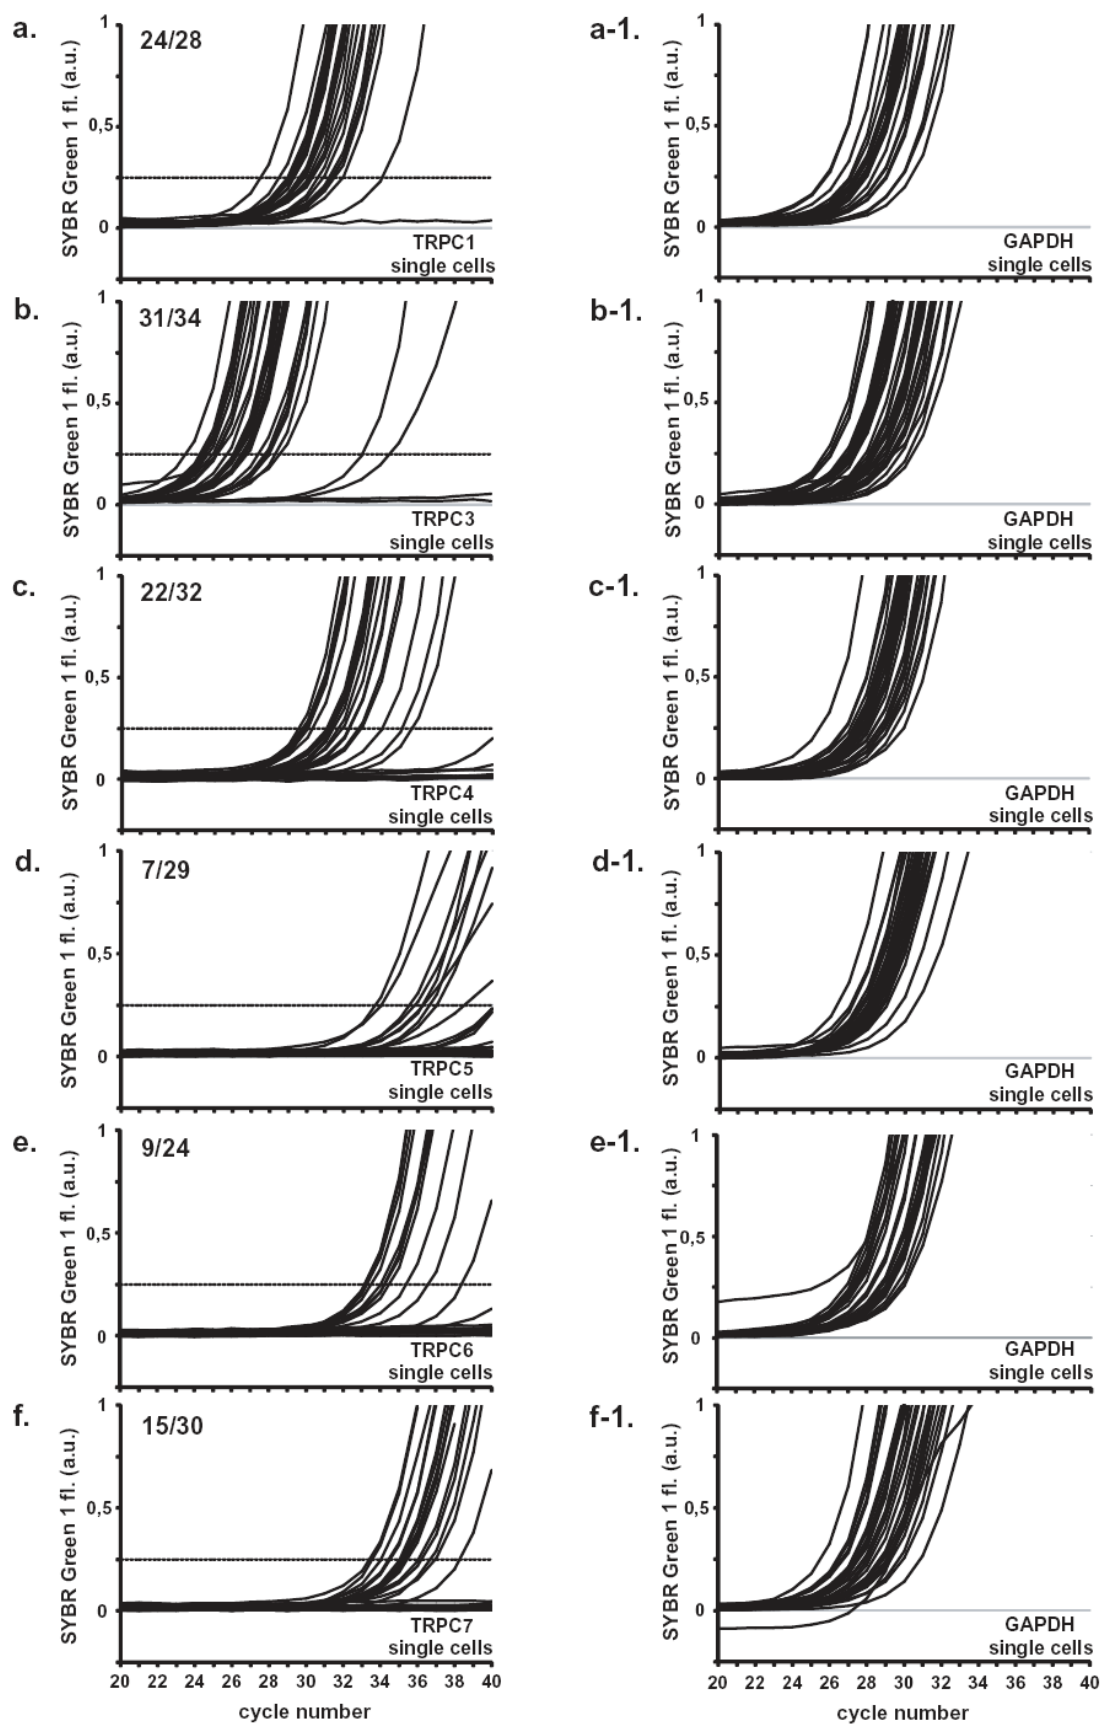 a.
24/28
1
0,5
0
SYBR Green 1 fl. (a.u.)
TRPC1
single cells
a-1.
1
0,5
0
SYBR Green 1 fl. (a.u.)
GAPDH
single cells
b.
31/34
1
0,5
0
SYBR Green 1 fl. (a.u.)
TRPC3
single cells
b-1.
1
0,5
0
SYBR Green 1 fl. (a.u.)
GAPDH
single cells
c.
22/32
1
0,5
0
SYBR Green 1 fl. (a.u.)
TRPC4
single cells
c-1.
1
0,5
0
SYBR Green 1 fl. (a.u.)
GAPDH
single cells
d.
7/29
1
0,5
0
SYBR Green 1 fl. (a.u.)
TRPC5
single cells
d-1.
1
0,5
0
SYBR Green 1 fl. (a.u.)
GAPDH
single cells
e.
9/24
1
0,5
0
SYBR Green 1 fl. (a.u.)
TRPC6
single cells
e-1.
1
0,5
0
SYBR Green 1 fl. (a.u.)
GAPDH
single cells
f.
15/30
1
0,5
0
SYBR Green 1 fl. (a.u.)
TRPC7
single cells
20 22 24 26 28 30 32 34 36 38 40
cycle number
f-1.
1
0,5
0
SYBR Green 1 fl. (a.u.)
GAPDH
single cells
20 22 24 26 28 30 32 34 36 38 40
cycle number